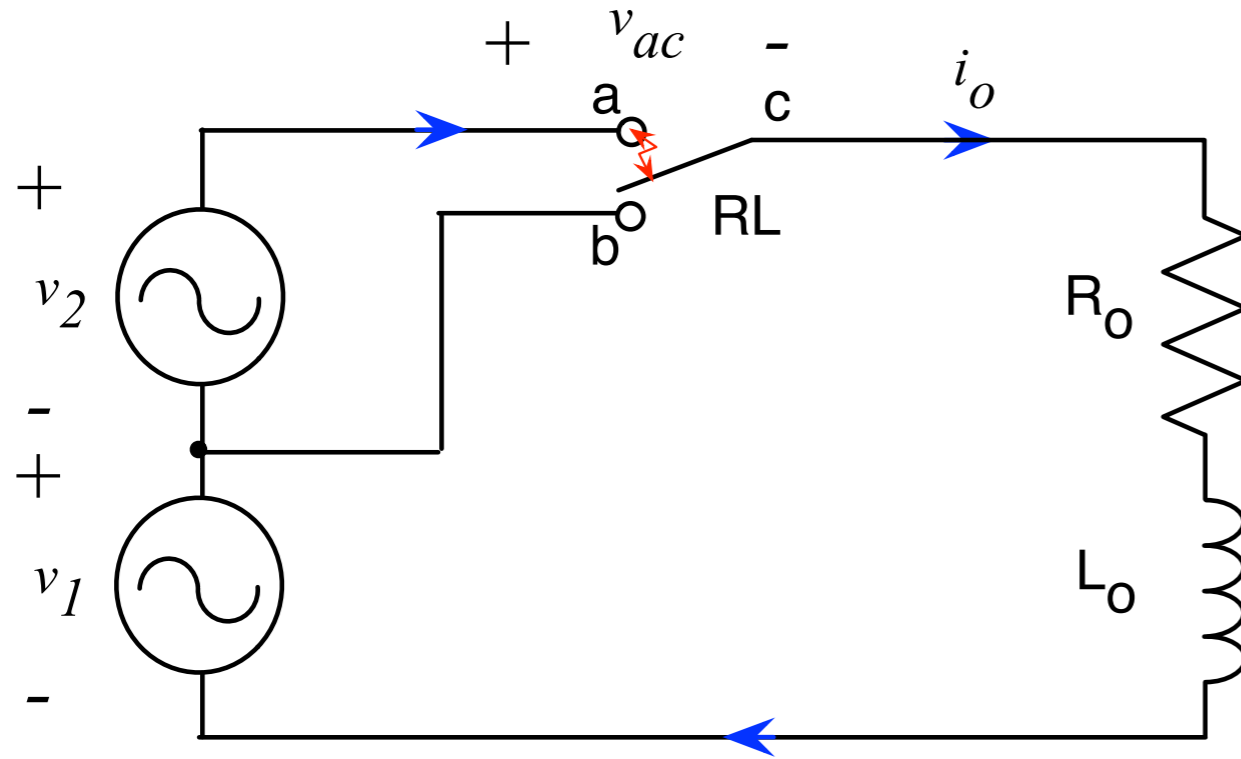 + v_ac -
a
c
i_o
+
b
RL
v_2
R_o
-
+
v_1
L_o
-